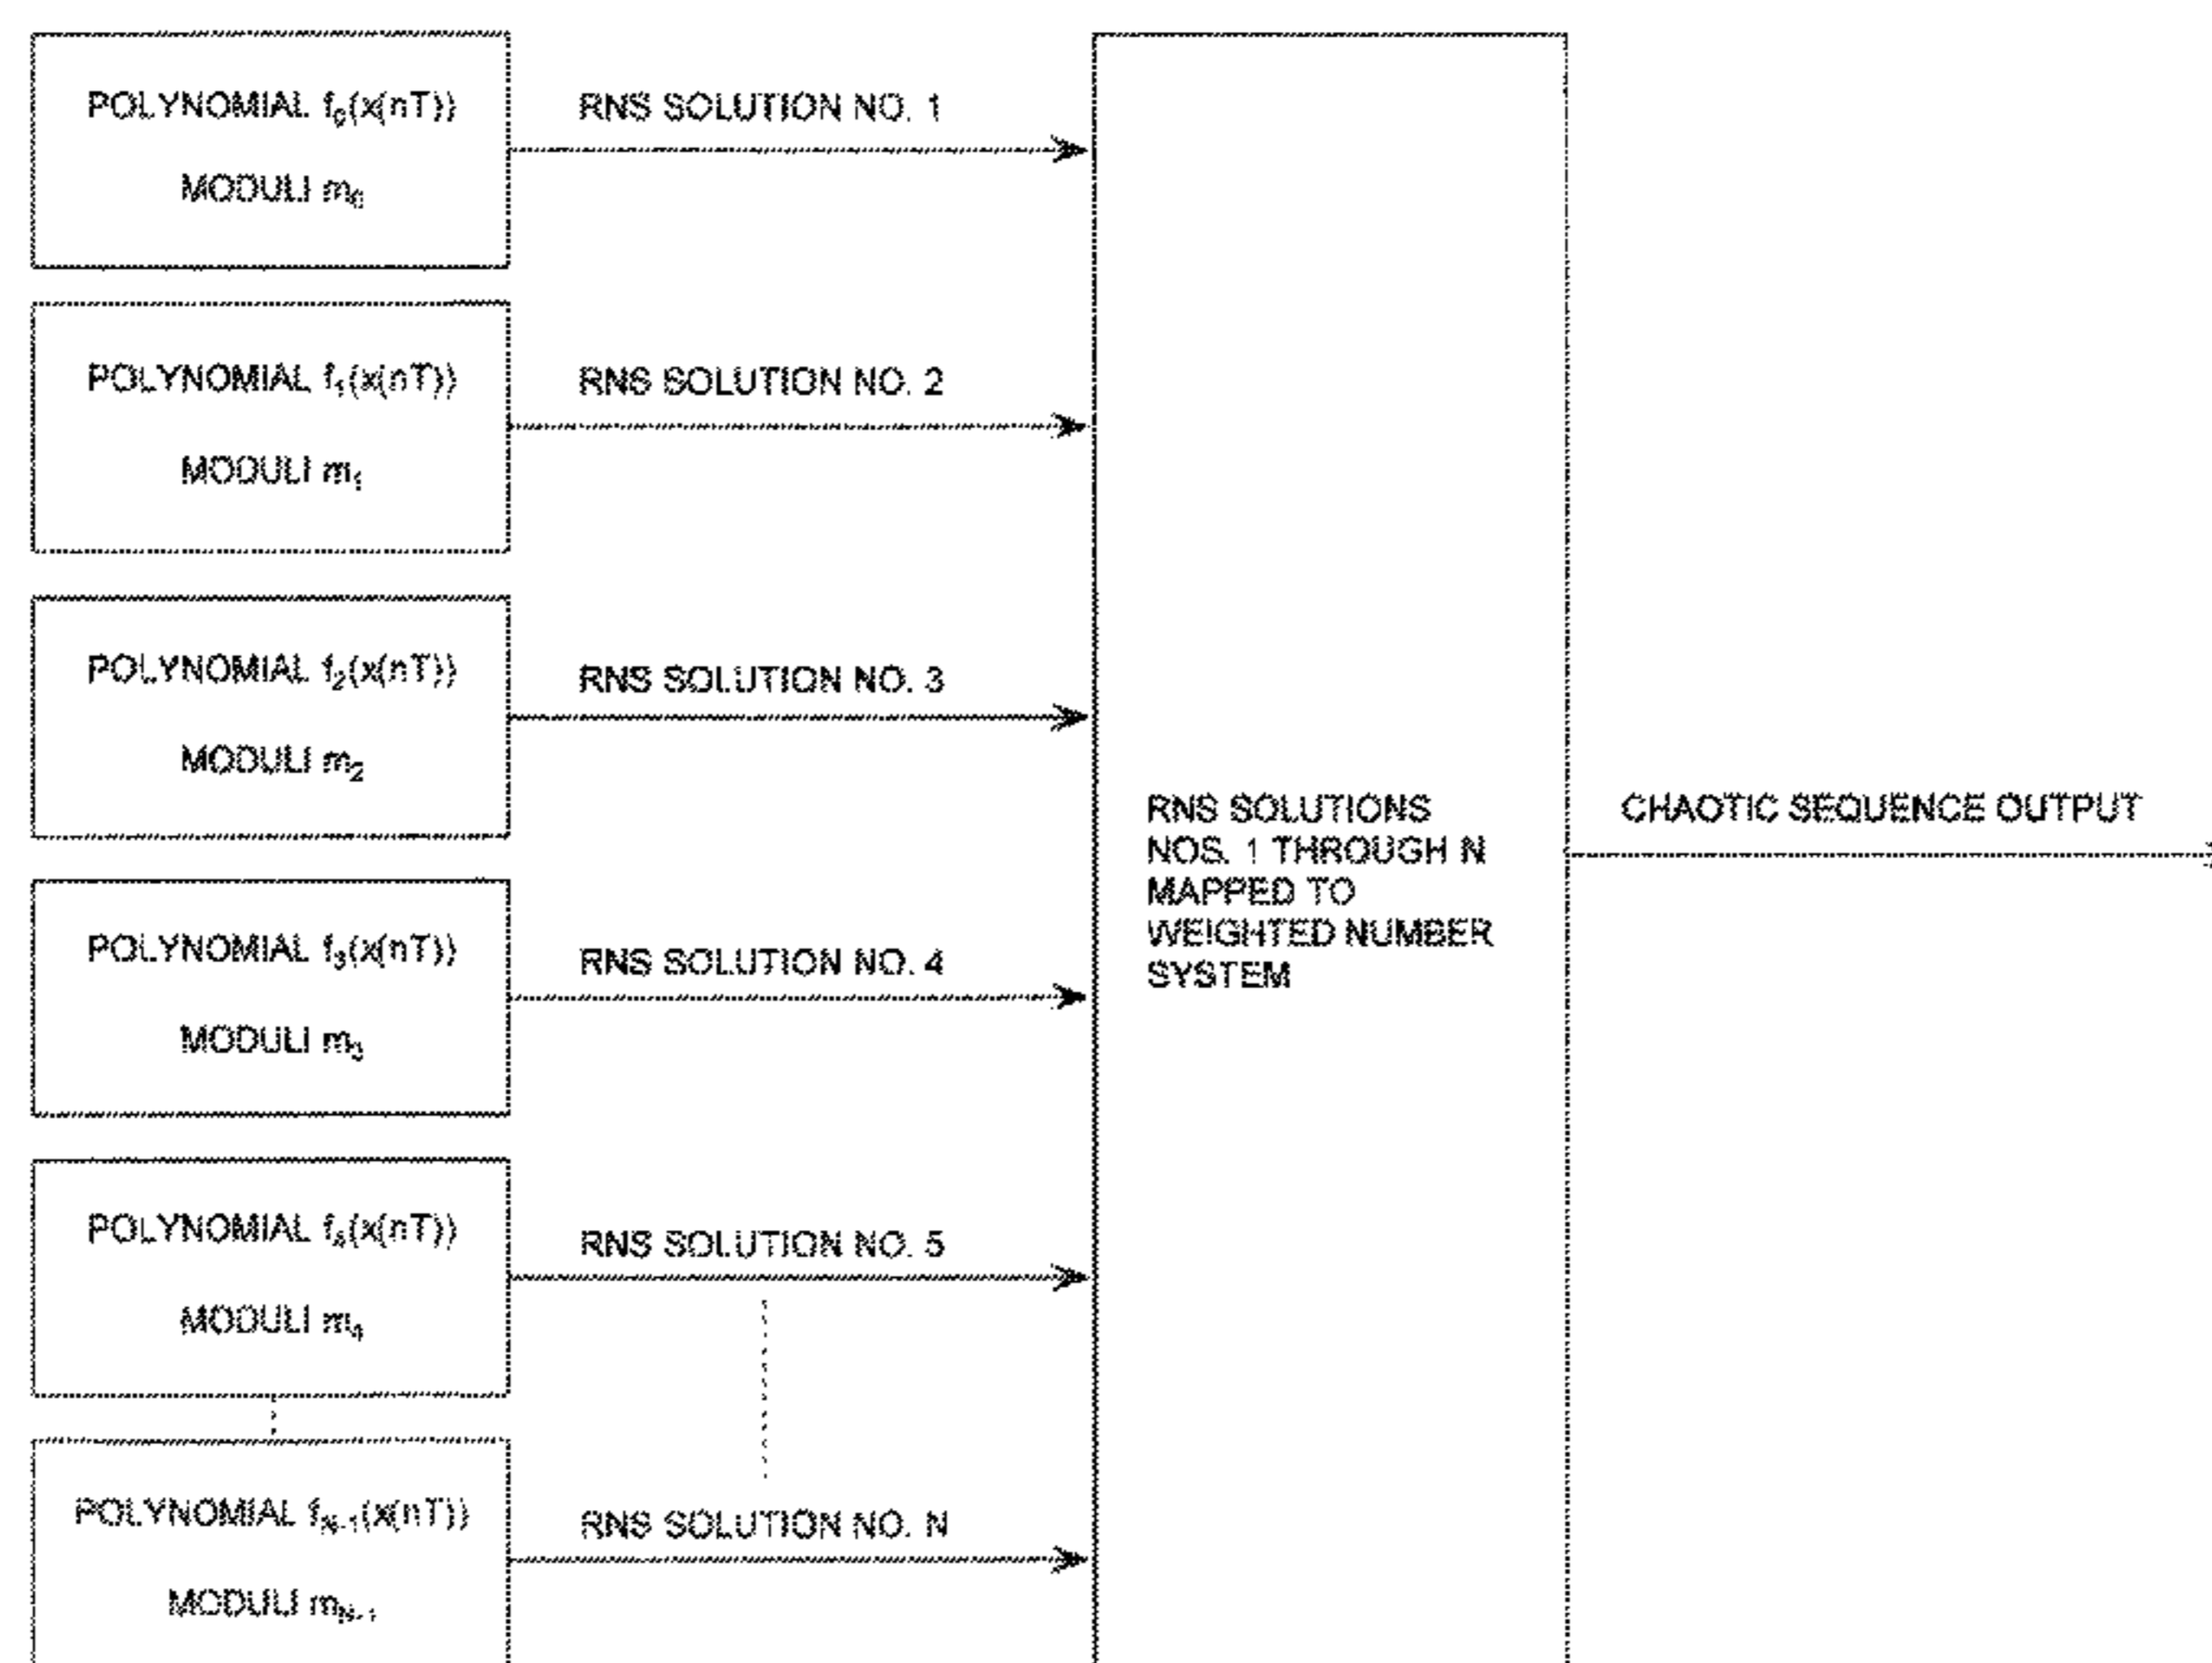 POLYNOMIAL f₀(x(nT))
MODULI m₀
RNS SOLUTION NO. 1
POLYNOMIAL f₁(x(nT))
MODULI m₁
RNS SOLUTION NO. 2
POLYNOMIAL f₂(x(nT))
MODULI m₂
RNS SOLUTION NO. 3
POLYNOMIAL f₃(x(nT))
MODULI m₃
RNS SOLUTION NO. 4
POLYNOMIAL f₄(x(nT))
MODULI m₄
RNS SOLUTION NO. 5
POLYNOMIAL f_N-1(x(nT))
MODULI m_N-1
RNS SOLUTION NO. N
RNS SOLUTIONS
NOS. 1 THROUGH N
MAPPED TO
WEIGHTED NUMBER
SYSTEM
CHAOTIC SEQUENCE OUTPUT